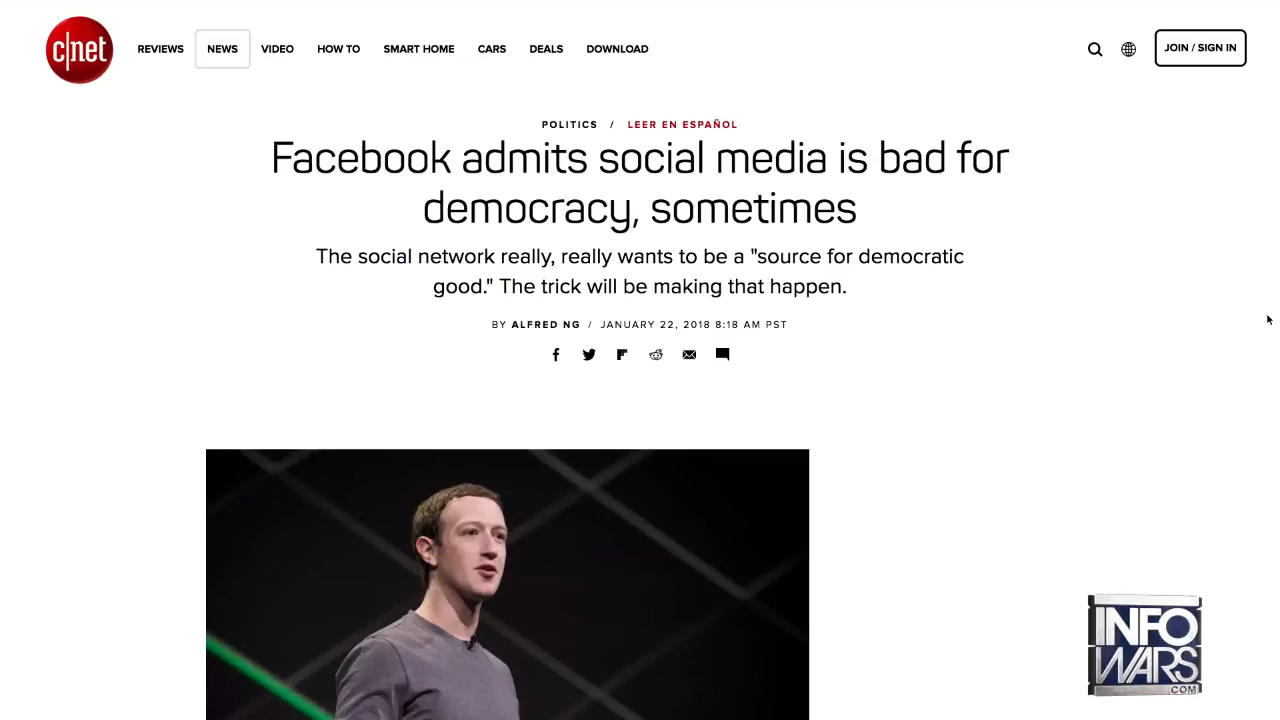 c|net
REVIEWS NEWS VIDEO HOW TO SMART HOME CARS DEALS DOWNLOAD
JOIN / SIGN IN
POLITICS / LEER EN ESPAÑOL
Facebook admits social media is bad for
democracy, sometimes
The social network really, really wants to be a "source for democratic
good." The trick will be making that happen.
BY ALFRED NG / JANUARY 22, 2018 8:18 AM PST
INFO
WARS
.COM